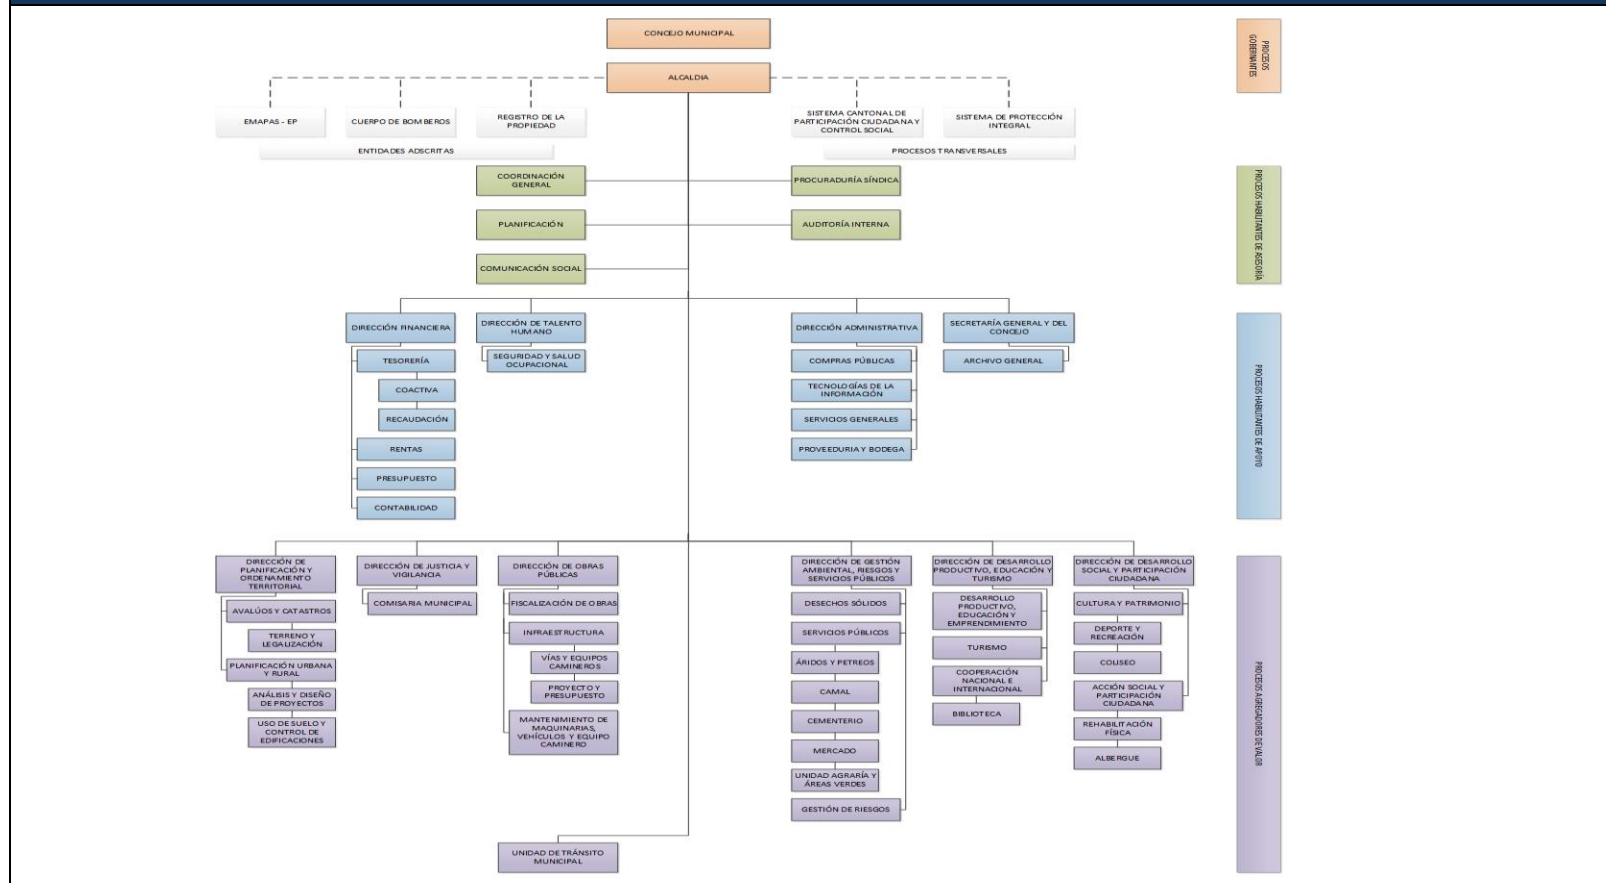 CONCEJO MUNICIPAL
PROCESOS
GOBERNANTES
ALCALDIA
EMAPAS - EP
CUERPO DE BOMBEROS
REGISTRO DE LA
PROPIEDAD
SISTEMA CANTONAL DE
PARTICIPACIÓN CIUDADANA Y
CONTROL SOCIAL
SISTEMA DE PROTECCIÓN
INTEGRAL
ENTIDADES ADSCRITAS
PROCESOS TRANSVERSALES
COORDINACIÓN
GENERAL
PROCURADURÍA SÍNDICA
PLANIFICACIÓN
AUDITORÍA INTERNA
COMUNICACIÓN SOCIAL
PROCESOS HABILITANTES DE ASESORÍA
DIRECCIÓN FINANCIERA
TESORERÍA
COACTIVA
RECAUDACIÓN
RENTAS
PRESUPUESTO
CONTABILIDAD
DIRECCIÓN DE TALENTO
HUMANO
SEGURIDAD Y SALUD
OCUPACIONAL
DIRECCIÓN ADMINISTRATIVA
COMPRAS PÚBLICAS
TECNOLOGÍAS DE LA
INFORMACIÓN
SERVICIOS GENERALES
PROVEEDURIA Y BODEGA
SECRETARÍA GENERAL Y DEL
CONCEJO
ARCHIVO GENERAL
PROCESOS HABILITANTES DE APOYO
DIRECCIÓN DE
PLANIFICACIÓN Y
ORDENAMIENTO
TERRITORIAL
AVALÚOS Y CATASTROS
TERRENO Y
LEGALIZACIÓN
PLANIFICACIÓN URBANA
Y RURAL
ANÁLISIS Y DISEÑO
DE PROYECTOS
USO DE SUELO Y
CONTROL DE
EDIFICACIONES
DIRECCIÓN DE JUSTICIA Y
VIGILANCIA
COMISARIA MUNICIPAL
DIRECCIÓN DE OBRAS
PÚBLICAS
FISCALIZACIÓN DE OBRAS
INFRAESTRUCTURA
VÍAS Y EQUIPOS
CAMINEROS
PROYECTO Y
PRESUPUESTO
MANTENIMIENTO DE
MAQUINARIAS,
VEHÍCULOS Y EQUIPO
CAMINERO
DIRECCIÓN DE GESTIÓN
AMBIENTAL, RIESGOS Y
SERVICIOS PÚBLICOS
DESECHOS SÓLIDOS
SERVICIOS PÚBLICOS
ÁRIDOS Y PETREOS
CAMAL
CEMENTERIO
MERCADO
UNIDAD AGRARÍA Y
ÁREAS VERDES
GESTIÓN DE RIESGOS
DIRECCIÓN DE DESARROLLO
PRODUCTIVO, EDUCACIÓN Y
TURISMO
DESARROLLO
PRODUCTIVO,
EDUCACIÓN Y
EMPRENDIMIENTO
TURISMO
COOPERACIÓN
NACIONAL E
INTERNACIONAL
BIBLIOTECA
DIRECCIÓN DE DESARROLLO
SOCIAL Y PARTICIPACIÓN
CIUDADANA
CULTURA Y PATRIMONIO
DEPORTE Y
RECREACIÓN
COLISEO
ACCIÓN SOCIAL Y
PARTICIPACIÓN
CIUDADANA
REHABILITACIÓN
FÍSICA
ALBERGUE
PROCESOS AGREGADORES DE VALOR
UNIDAD DE TRÁNSITO
MUNICIPAL